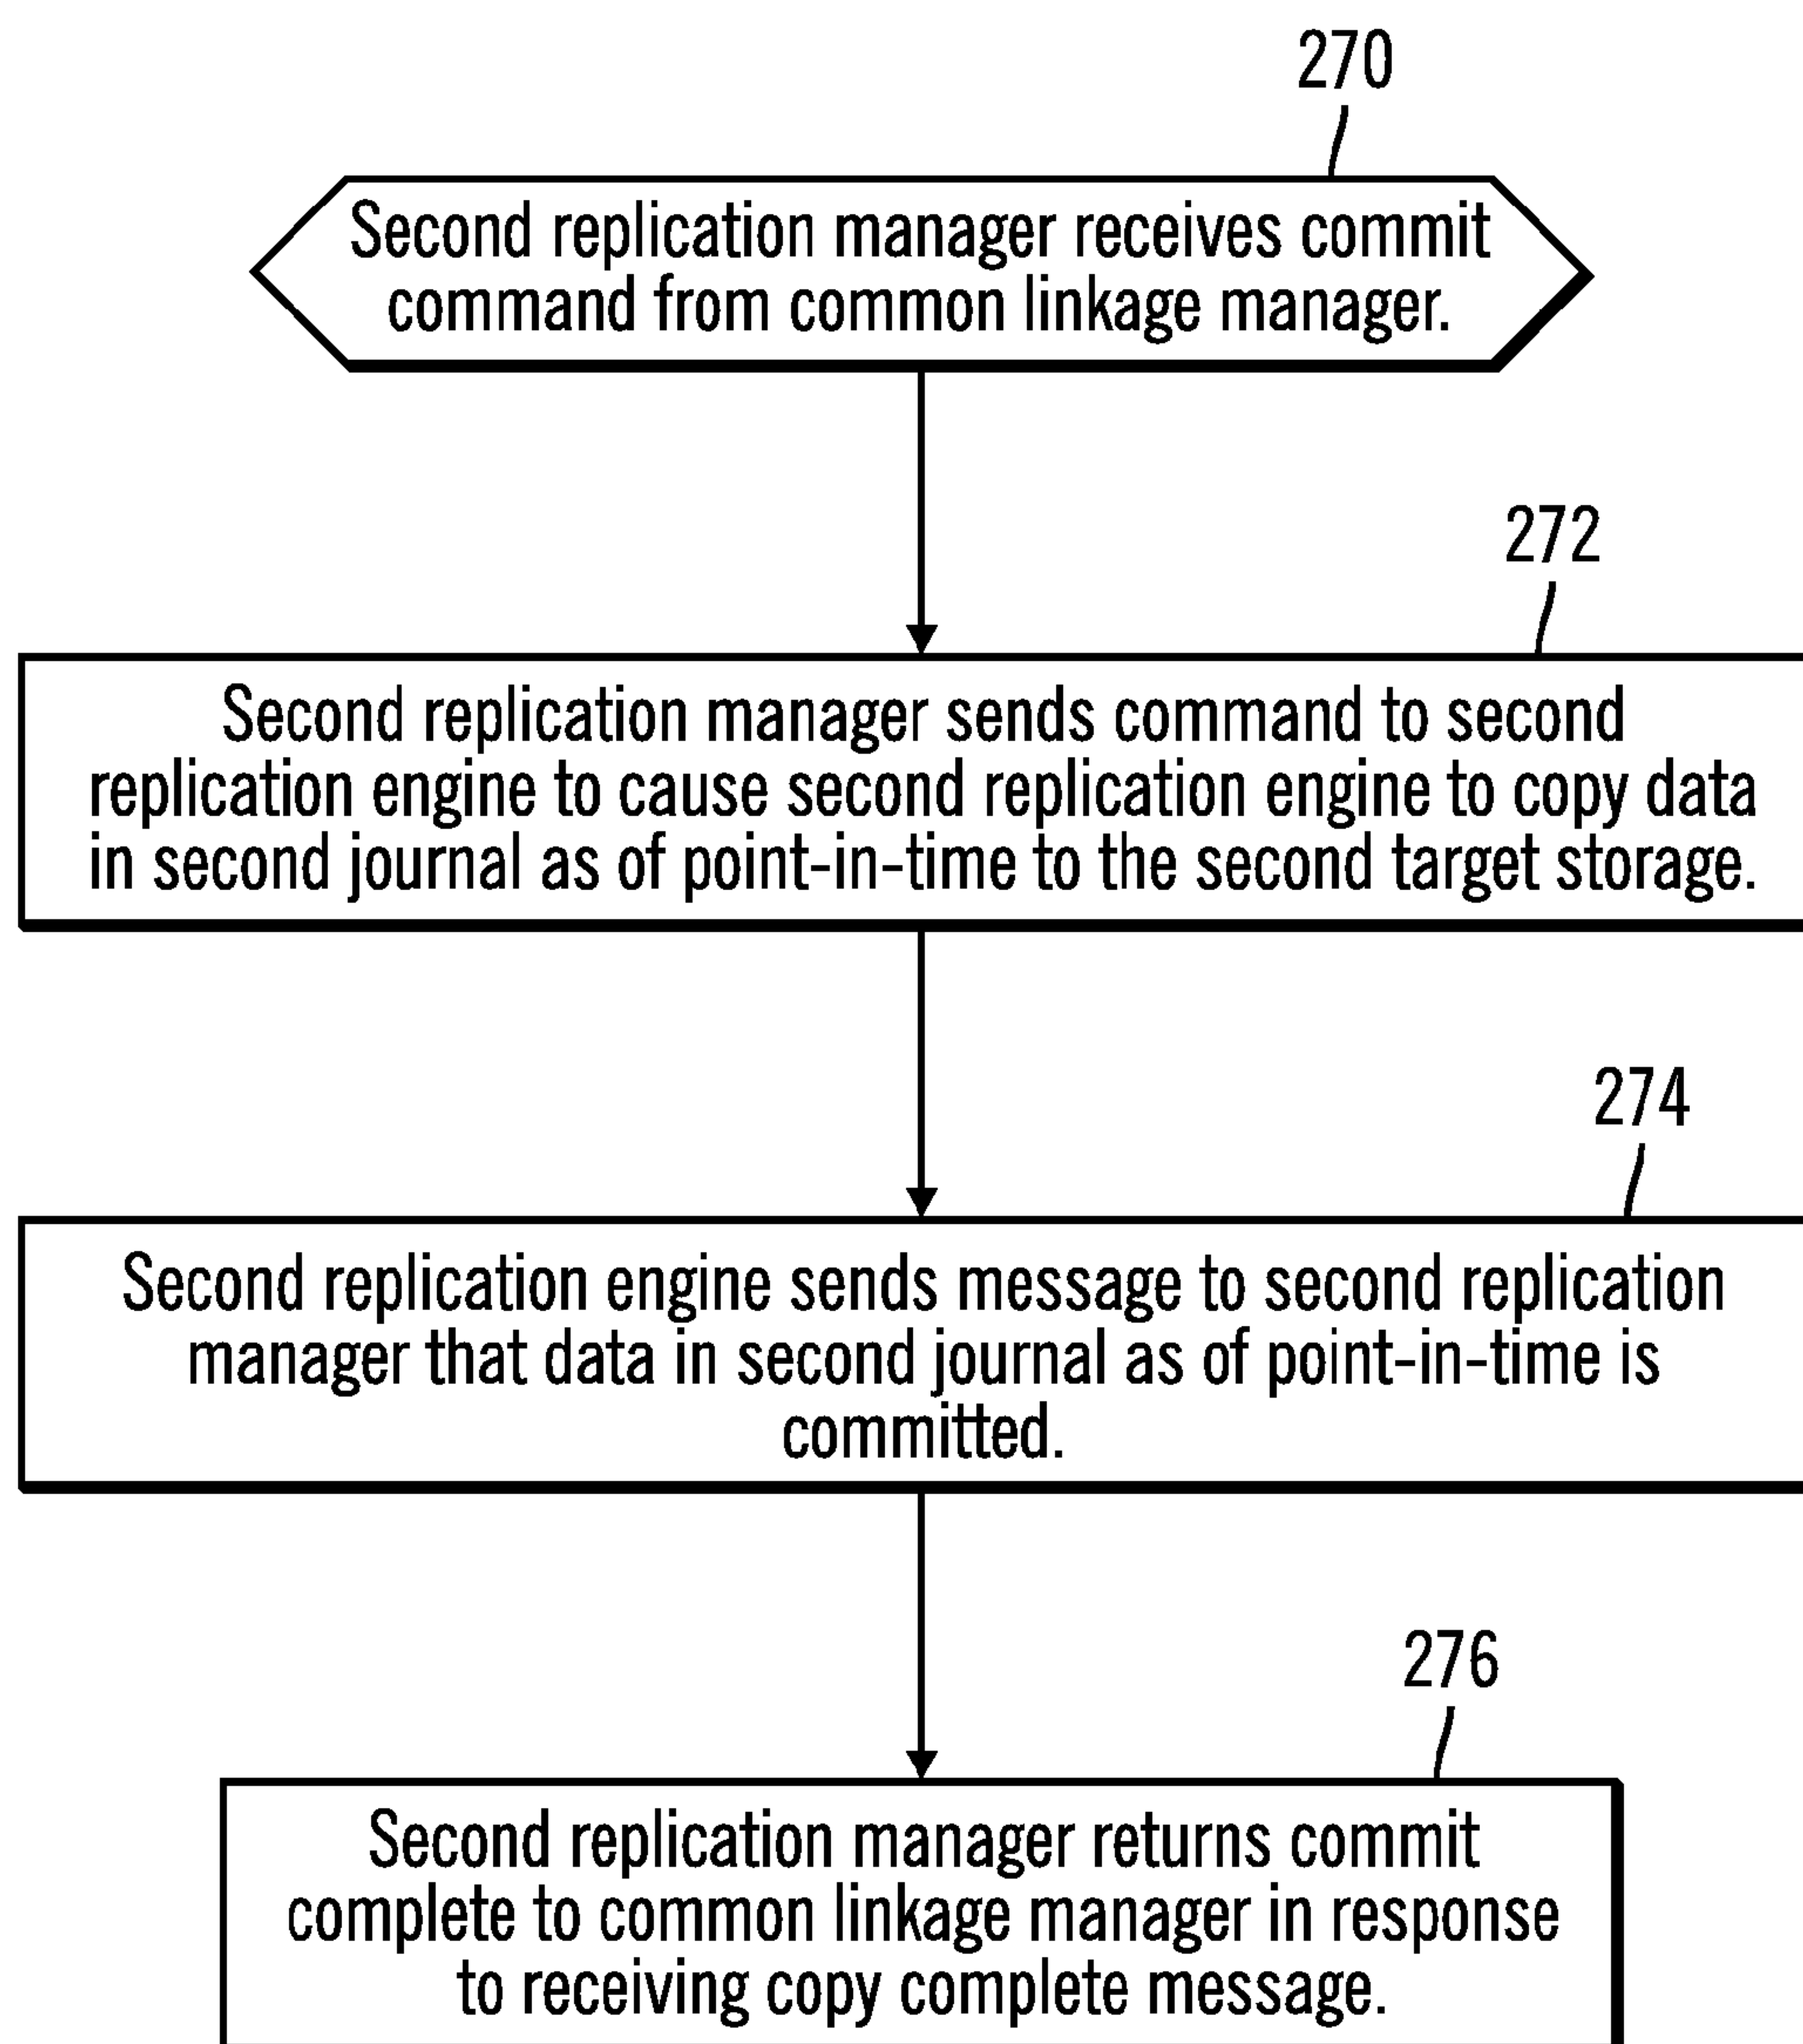 270
Second replication manager receives commit
command from common linkage manager.
272
Second replication manager sends command to second
replication engine to cause second replication engine to copy data
in second journal as of point-in-time to the second target storage.
274
Second replication engine sends message to second replication
manager that data in second journal as of point-in-time is
committed.
276
Second replication manager returns commit
complete to common linkage manager in response
to receiving copy complete message.